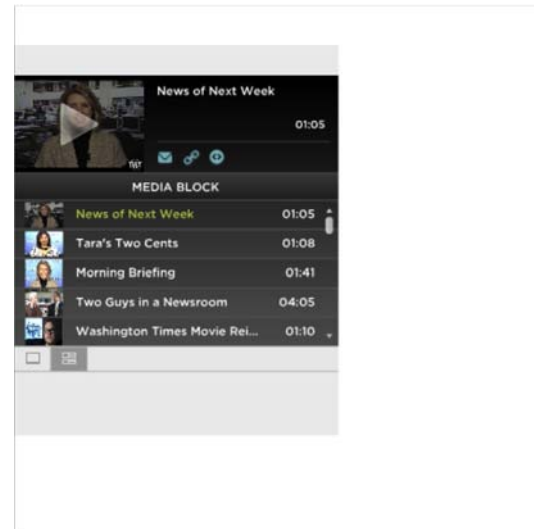 News of Next Week
01:05
TWT
MEDIA BLOCK
News of Next Week 01:05
Tara's Two Cents 01:08
Morning Briefing 01:41
Two Guys in a Newsroom 04:05
Washington Times Movie Rei... 01:10